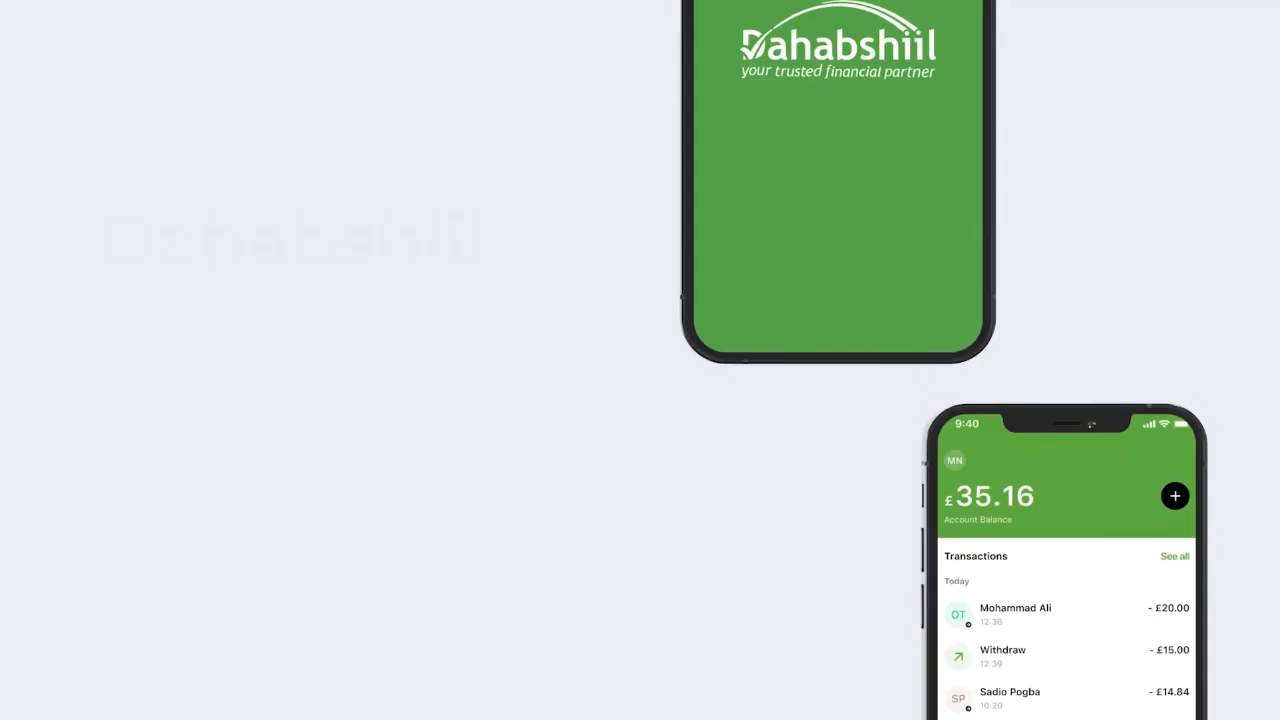 Dahabshiil
your trusted financial partner
Dahabshiil
9:40
MN
£35.16
+
Account Balance
Transactions
See all
Today
OT
Mohammad Ali
- £20.00
12:36
Withdraw
- £15.00
12:39
SP
Sadio Pogba
- £14.84
10:20